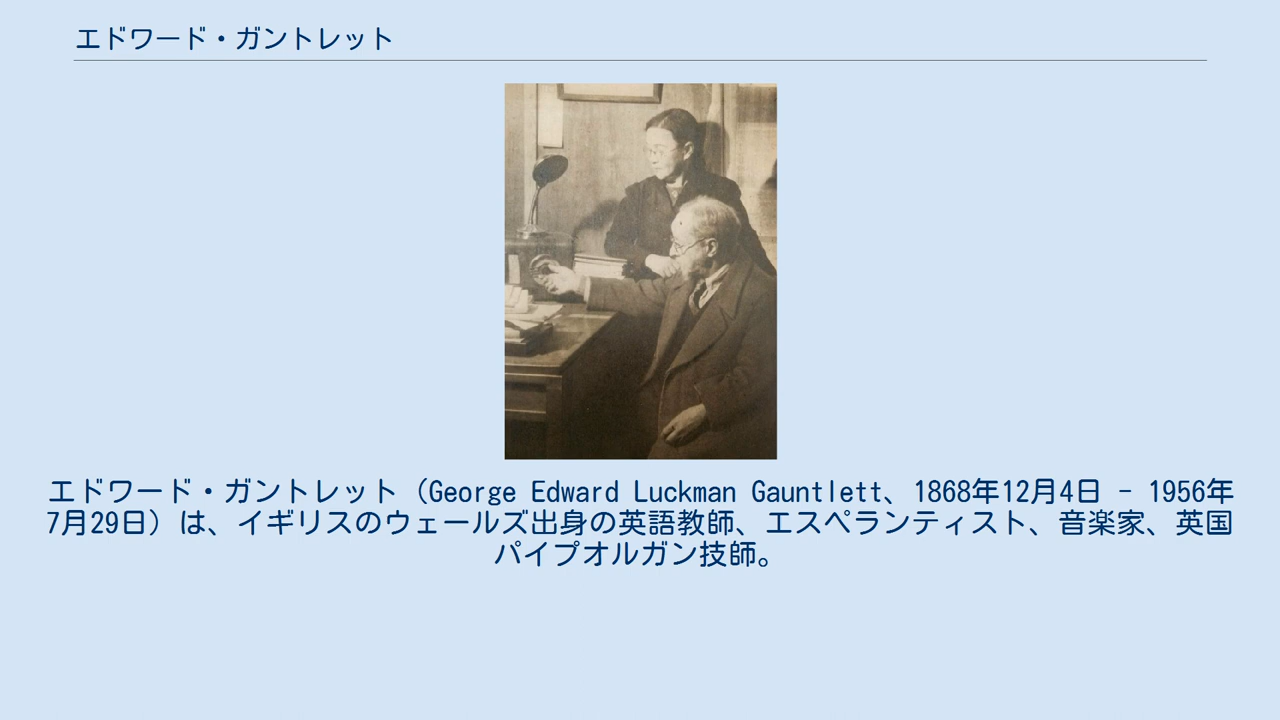 エドワード・ガントレット
エドワード・ガントレット（George Edward Luckman Gauntlett、1868年12月4日 - 1956年
7月29日）は、イギリスのウェールズ出身の英語教師、エスペランティスト、音楽家、英国
パイプオルガン技師。